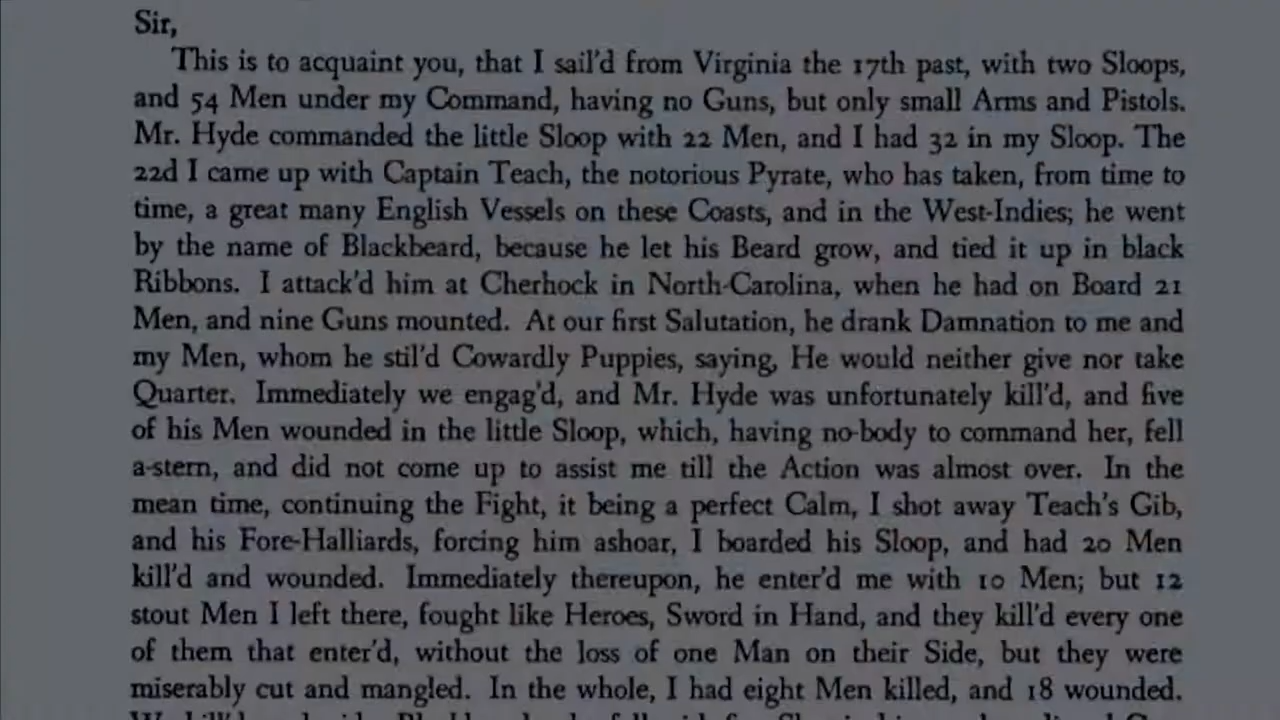 Sir,
This is to acquaint you, that I sail'd from Virginia the 17th past, with two Sloops,
and 54 Men under my Command, having no Guns, but only small Arms and Pistols.
Mr. Hyde commanded the little Sloop with 22 Men, and I had 32 in my Sloop. The
22d I came up with Captain Teach, the notorious Pyrate, who has taken, from time to
time, a great many English Vessels on these Coasts, and in the West-Indies; he went
by the name of Blackbeard, because he let his Beard grow, and tied it up in black
Ribbons. I attack'd him at Cherhock in North-Carolina, when he had on Board 21
Men, and nine Guns mounted. At our first Salutation, he drank Damnation to me and
my Men, whom he stil'd Cowardly Puppies, saying, He would neither give nor take
Quarter. Immediately we engag'd, and Mr. Hyde was unfortunately kill'd, and five
of his Men wounded in the little Sloop, which, having no-body to command her, fell
a-stern, and did not come up to assist me till the Action was almost over. In the
mean time, continuing the Fight, it being a perfect Calm, I shot away Teach's Gib,
and his Fore-Halliards, forcing him ashoar, I boarded his Sloop, and had 20 Men
kill'd and wounded. Immediately thereupon, he enter'd me with 10 Men; but 12
stout Men I left there, fought like Heroes, Sword in Hand, and they kill'd every one
of them that enter'd, without the loss of one Man on their Side, but they were
miserably cut and mangled. In the whole, I had eight Men killed, and 18 wounded.